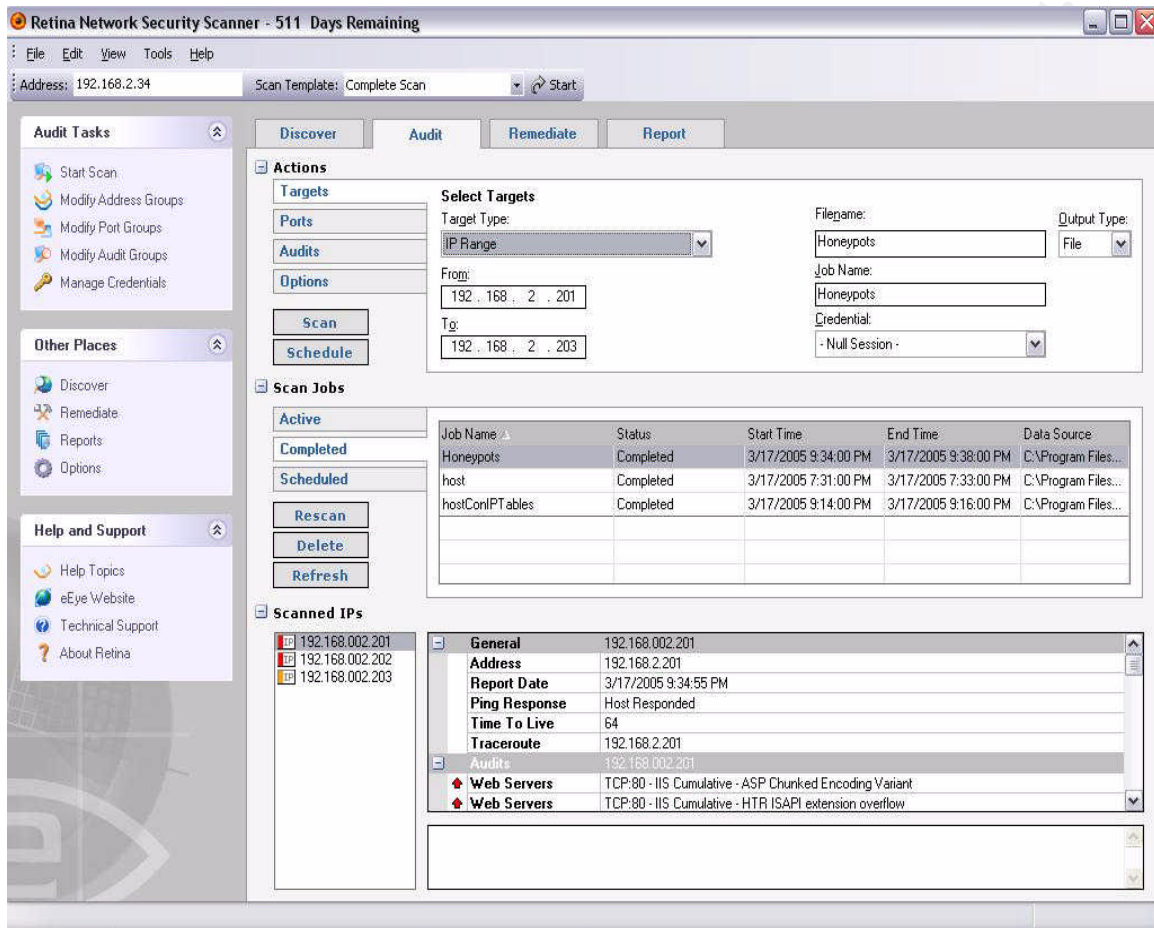 Retina Network Security Scanner - 511 Days Remaining
File Edit View Tools Help
Address: 192.168.2.34 Scan Template: Complete Scan Start
Audit Tasks
Start Scan
Modify Address Groups
Modify Port Groups
Modify Audit Groups
Manage Credentials
Other Places
Discover
Remediate
Reports
Options
Help and Support
Help Topics
eEye Website
Technical Support
About Retina
Discover Audit Remediate Report
Actions
Targets
Ports
Audits
Options
Scan
Schedule
Select Targets
Target Type:
IP Range
From:
192 . 168 . 2 . 201
To:
192 . 168 . 2 . 203
Filename:
Honeypots
Output Type:
File
Job Name:
Honeypots
Credential:
- Null Session -
Scan Jobs
Active
Completed
Scheduled
Rescan
Delete
Refresh
Job Name Status Start Time End Time Data Source
Honeypots Completed 3/17/2005 9:34:00 PM 3/17/2005 9:38:00 PM C:\Program Files...
host Completed 3/17/2005 7:31:00 PM 3/17/2005 7:33:00 PM C:\Program Files...
hostConIPTables Completed 3/17/2005 9:14:00 PM 3/17/2005 9:16:00 PM C:\Program Files...
Scanned IPs
IP 192.168.002.201
IP 192.168.002.202
IP 192.168.002.203
General 192.168.002.201
Address 192.168.2.201
Report Date 3/17/2005 9:34:55 PM
Ping Response Host Responded
Time To Live 64
Traceroute 192.168.2.201
Audits 192.168.002.201
Web Servers TCP:80 - IIS Cumulative - ASP Chunked Encoding Variant
Web Servers TCP:80 - IIS Cumulative - HTR ISAPI extension overflow